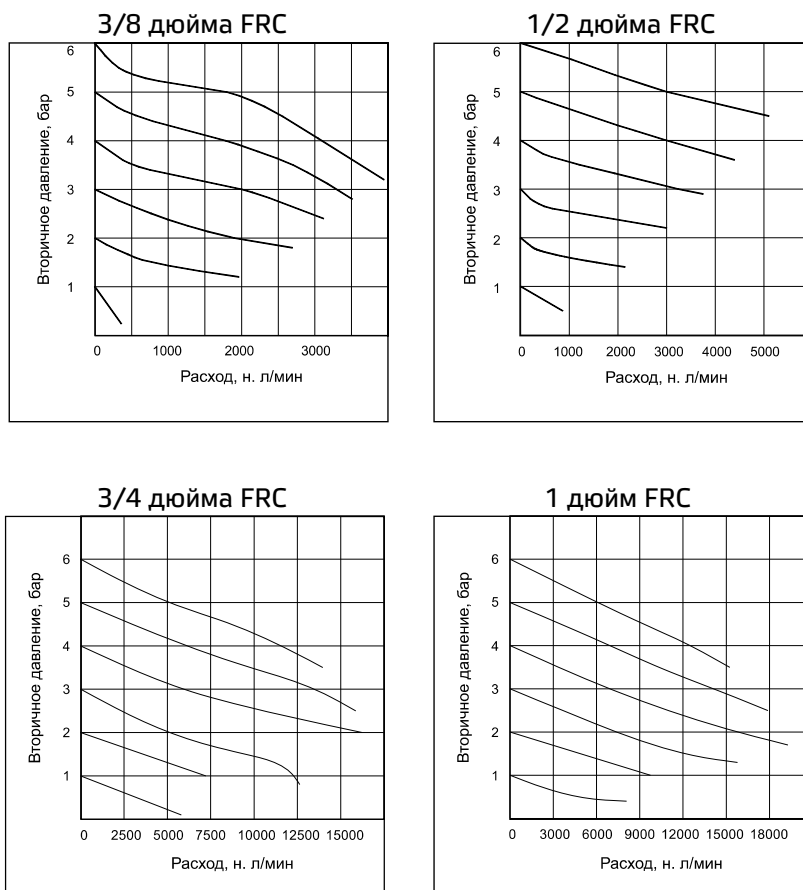 3/8 дюйма FRC
Вторичное давление, бар
6
5
4
3
2
1
0 1000 2000 3000
Расход, н. л/мин
1/2 дюйма FRC
Вторичное давление, бар
6
5
4
3
2
1
0 1000 2000 3000 4000 5000
Расход, н. л/мин
3/4 дюйма FRC
Вторичное давление, бар
6
5
4
3
2
1
0 2500 5000 7500 10000 12500 15000
Расход, н. л/мин
1 дюйм FRC
Вторичное давление, бар
6
5
4
3
2
1
0 3000 6000 9000 12000 15000 18000
Расход, н. л/мин